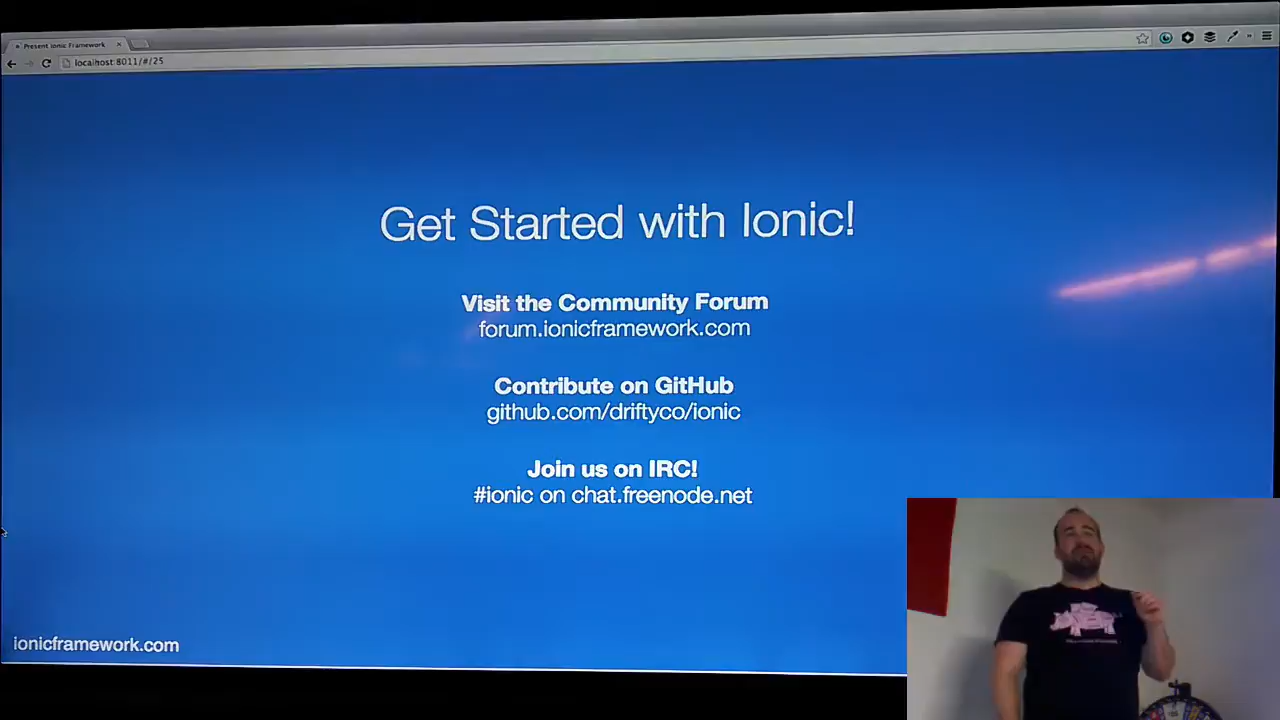 Present Ionic Framework
localhost:8011/#/25
Get Started with Ionic!
Visit the Community Forum
forum.ionicframework.com
Contribute on GitHub
github.com/driftyco/ionic
Join us on IRC!
#ionic on chat.freenode.net
ionicframework.com